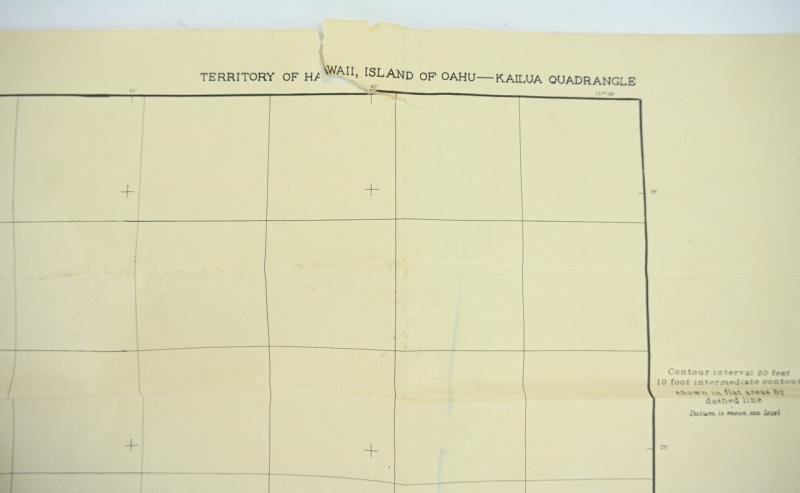 TERRITORY OF HAWAII, ISLAND OF OAHU—KAILUA QUADRANGLE
Contour interval 20 feet
10 foot intermediate contour
shown in flat areas by
dashed line
Datum is mean sea level